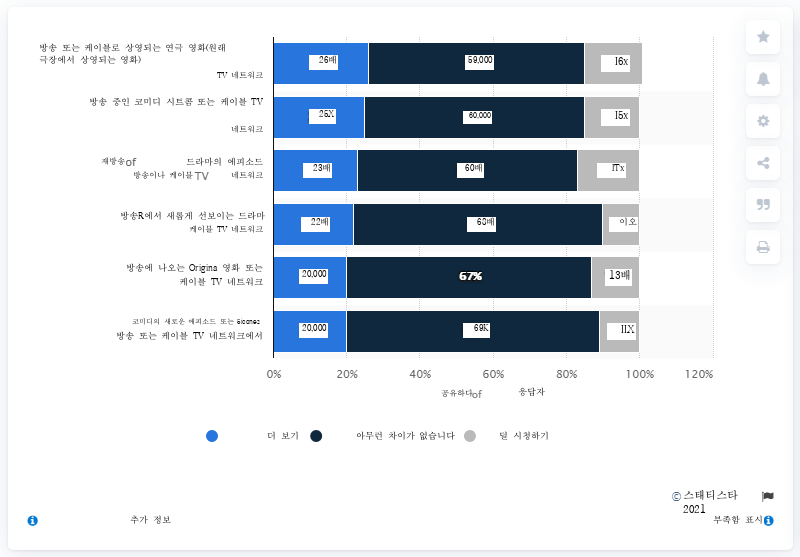 방송 또는 케이블로 상영되는 연극 영화(원래
극장에서 상영되는 영화)
TV 네트워크
26배
59,000
16x
방송 중인 코미디 시트콤 또는 케이블 TV
네트워크
25X
60,000
15x
재방송of 드라마의 에피소드
방송이나 케이블TV 네트워크
23배
60배
ITx
방송R에서 새롭게 선보이는 드라마
케이블 TV 네트워크
22배
68배
이오
방송에 나오는 Origins 영화 또는
케이블 TV 네트워크
20,000
67%
13배
코미디의 새로운 에피소드 또는
방송 또는 케이블 TV 네트워크에서
20,000
69K
IIX
0% 20% 40% 60% 80% 100% 120%
공유하다of 응답자
더 보기 아무런 차이가 없습니다 덜 시청하기
© 스태티스타
2021
추가 정보 부족함 표시